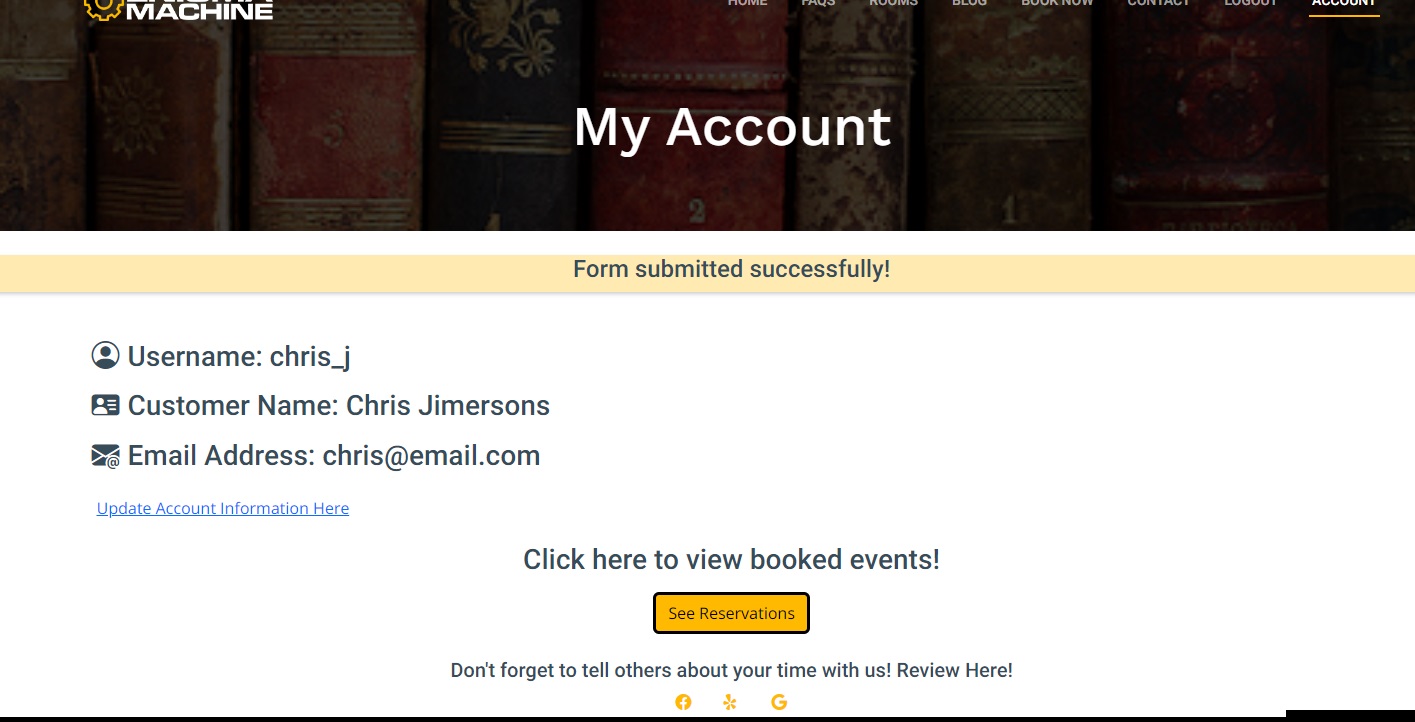 MACHINE
HOME FAQS ROOMS BLOG BOOK NOW CONTACT LOGOUT ACCOUNT
My Account
2 1
Form submitted successfully!
Username: chris_j
Customer Name: Chris Jimersons
Email Address: chris@email.com
Update Account Information Here
Click here to view booked events!
See Reservations
Don't forget to tell others about your time with us! Review Here!